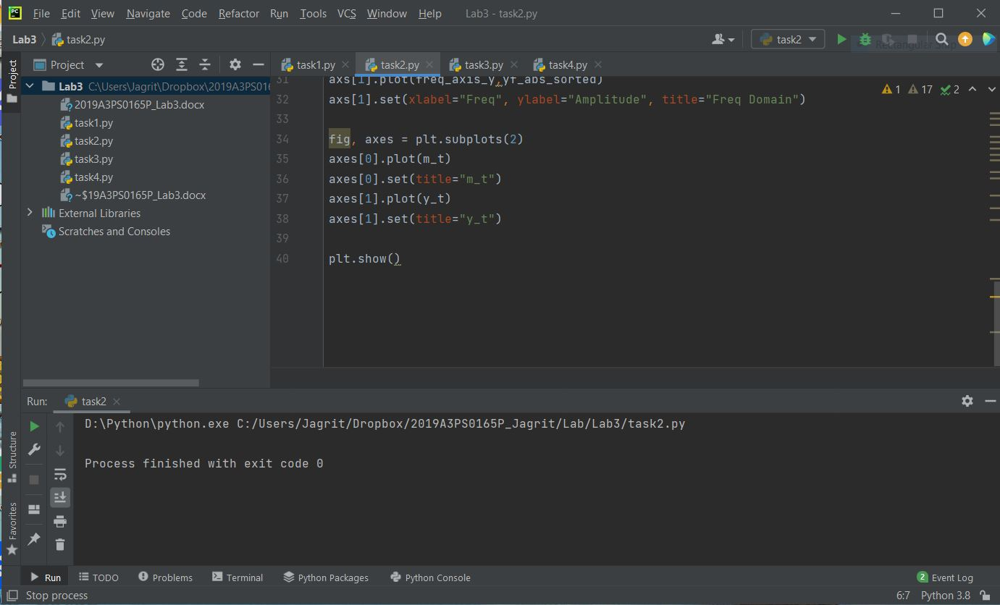 PC File Edit View Navigate Code Refactor Run Tools VCS Window Help Lab3 - task2.py
Lab3 task2.py task2
Rectangular Snip
Project
Project task1.py task2.py task3.py task4.py
Lab3 C:\Users\Jagrit\Dropbox\2019A3PS016
2019A3PS0165P_Lab3.docx
task1.py
task2.py
task3.py
task4.py
~$19A3PS0165P_Lab3.docx
External Libraries
Scratches and Consoles
31 axs[1].plot(freq_axis_y,yf_abs_sorted)
1 17 2
32 axs[1].set(xlabel="Freq", ylabel="Amplitude", title="Freq Domain")
33
34 fig, axes = plt.subplots(2)
35 axes[0].plot(m_t)
36 axes[0].set(title="m_t")
37 axes[1].plot(y_t)
38 axes[1].set(title="y_t")
39
40 plt.show()
Run: task2
D:\Python\python.exe C:/Users/Jagrit/Dropbox/2019A3PS0165P_Jagrit/Lab/Lab3/task2.py
Process finished with exit code 0
Structure
Favorites
Run TODO Problems Terminal Python Packages Python Console 2 Event Log
Stop process 6:7 Python 3.8